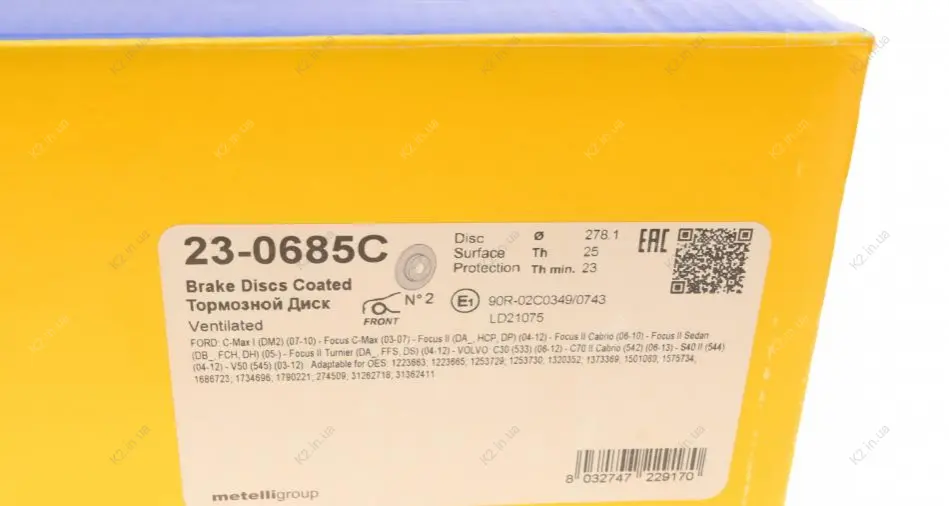 23-0685C
Brake Discs Coated
Тормозной Диск
Ventilated
FRONT
N° 2
Disc Ø 278.1
Surface Th 25
Protection Th min. 23
E1
90R-02C0349/0743
LD21075
EAC
FORD: C-Max I (DM2) (07-10) - Focus C-Max (03-07) - Focus II (DA_, HCP, DP) (04-12) - Focus II Cabrio (06-10) - Focus II Sedan
(DB_, FCH, DH) (05-) - Focus II Turnier (DA_, FFS, DS) (04-12) - VOLVO C30 (533) (06-12) - C70 II Cabrio (542) (06-13) - S40 II (544)
(04-12) - V50 (545) (03-12) Adaptable for OES: 1223663; 1223665; 1253729; 1253730; 1320352; 1373369; 1501069; 1575734;
1686723; 1734696; 1790221; 274509; 31262718; 31362411
8 032747 229170
metelligroup
K2.in.ua